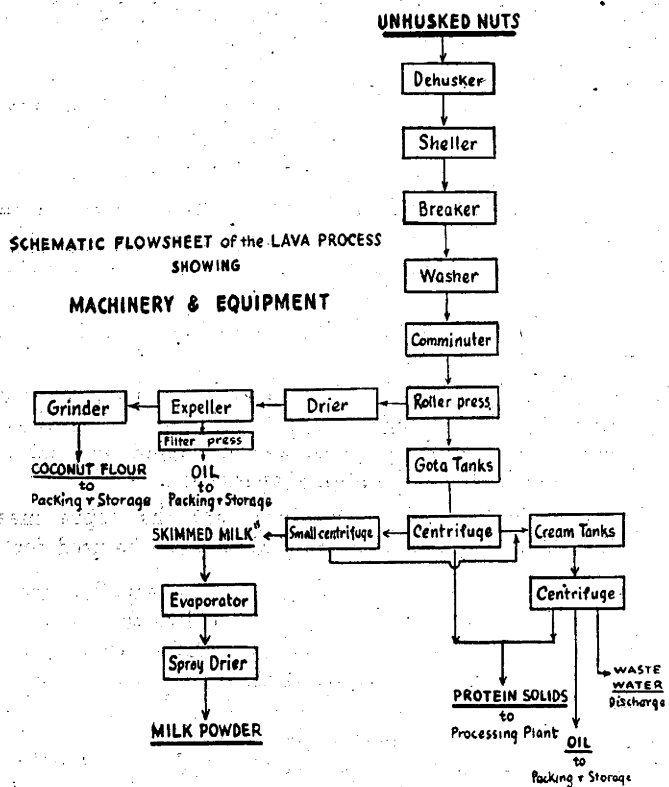 UNHUSKED NUTS
Dehusker
Sheller
Breaker
SCHEMATIC FLOWSHEET of the LAVA PROCESS
SHOWING
MACHINERY & EQUIPMENT
Washer
Comminuter
Grinder
Expeller
Drier
Roller press
Filter press
COCONUT FLOUR
to
Packing & Storage
OIL
to
Packing & Storage
Gota Tanks
SKIMMED MILK"
Small centrifuge
Centrifuge
Cream Tanks
Evaporator
Centrifuge
Spray Drier
MILK POWDER
PROTEIN SOLIDS
to
Processing Plant
WASTE
WATER
Discharge
OIL
to
Packing & Storage